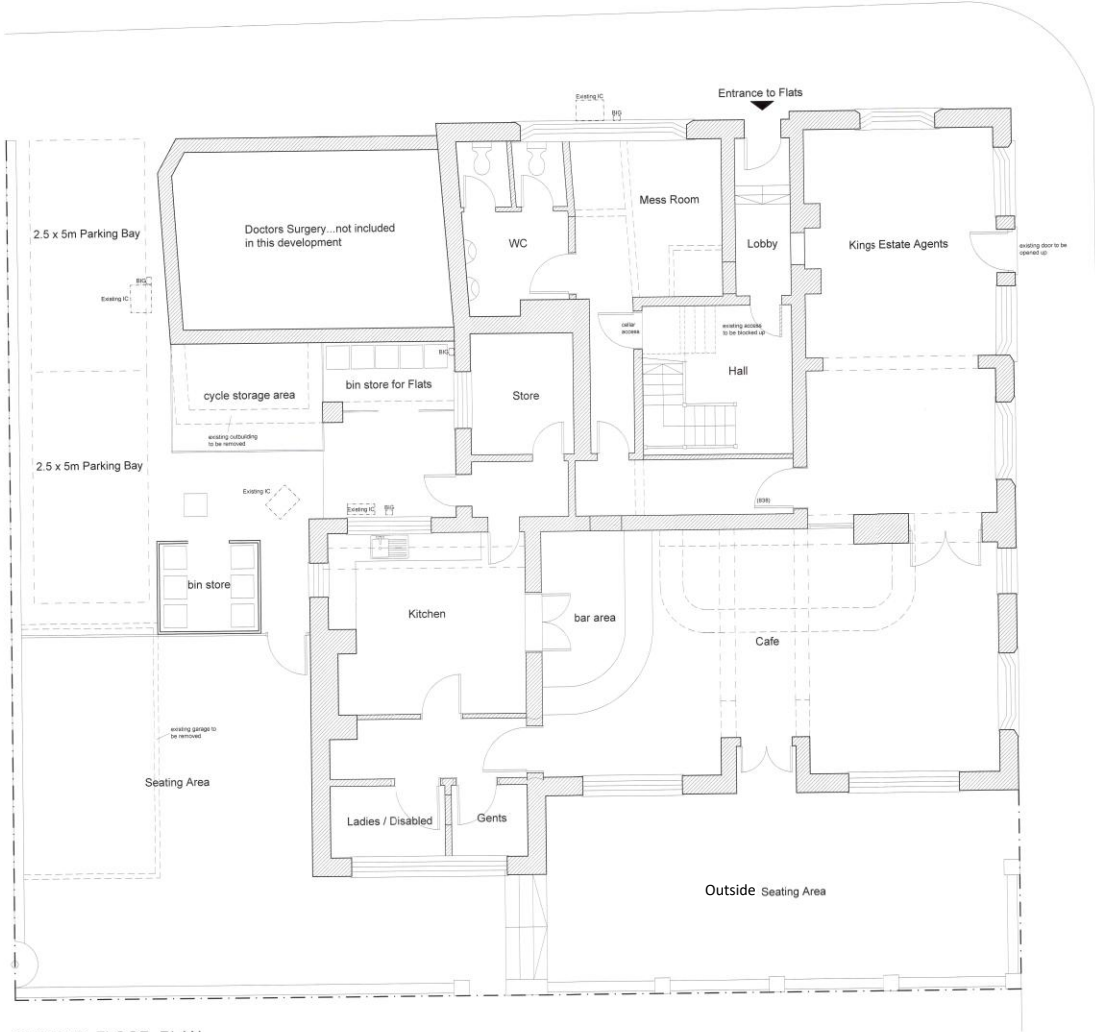 Entrance to Flats
Existing IC
BIG
Mess Room
2.5 x 5m Parking Bay
Doctors Surgery...not included
in this development
WC
Lobby
Kings Estate Agents
existing door to be
opened up
BIG
Existing IC
cellar
access
existing access
to be blocked up
Hall
BIG
bin store for Flats
cycle storage area
Store
existing outbuilding
to be removed
2.5 x 5m Parking Bay
Existing IC
(838)
Existing IC
BIG
bin store
Kitchen
bar area
Cafe
existing garage to
be removed
Seating Area
Ladies / Disabled
Gents
Outside Seating Area